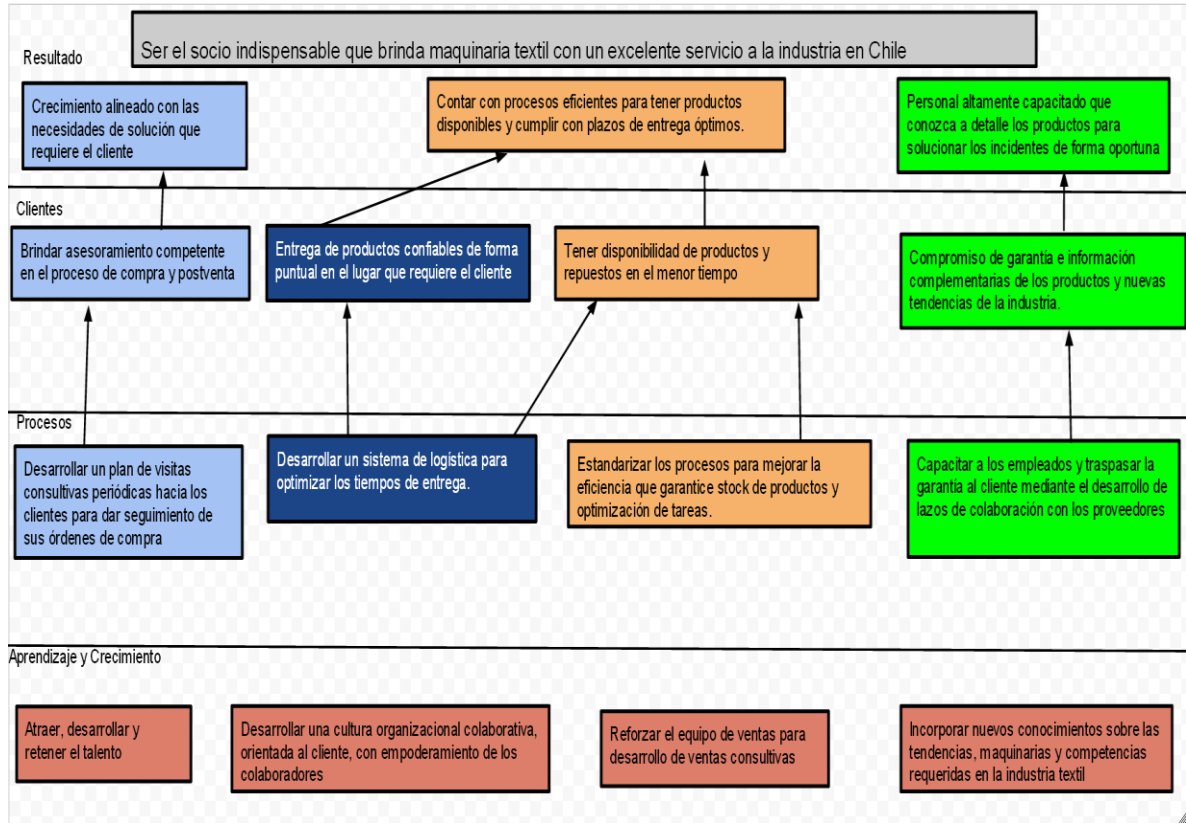 Ser el socio indispensable que brinda maquinaria textil con un excelente servicio a la industria en Chile
Resultado
Crecimiento alineado con las
necesidades de solución que
requiere el cliente
Contar con procesos eficientes para tener productos
disponibles y cumplir con plazos de entrega óptimos.
Personal altamente capacitado que
conozca a detalle los productos para
solucionar los incidentes de forma oportuna
Clientes
Brindar asesoramiento competente
en el proceso de compra y postventa
Entrega de productos confiables de forma
puntual en el lugar que requiere el cliente
Tener disponibilidad de productos y
repuestos en el menor tiempo
Compromiso de garantía e información
complementarias de los productos y nuevas
tendencias de la industria.
Procesos
Desarrollar un plan de visitas
consultivas periódicas hacia los
clientes para dar seguimiento de
sus órdenes de compra
Desarrollar un sistema de logística para
optimizar los tiempos de entrega.
Estandarizar los procesos para mejorar la
eficiencia que garantice stock de productos y
optimización de tareas.
Capacitar a los empleados y traspasar la
garantía al cliente mediante el desarrollo de
lazos de colaboración con los proveedores
Aprendizaje y Crecimiento
Atraer, desarrollar y
retener el talento
Desarrollar una cultura organizacional colaborativa,
orientada al cliente, con empoderamiento de los
colaboradores
Reforzar el equipo de ventas para
desarrollo de ventas consultivas
Incorporar nuevos conocimientos sobre las
tendencias, maquinarias y competencias
requeridas en la industria textil